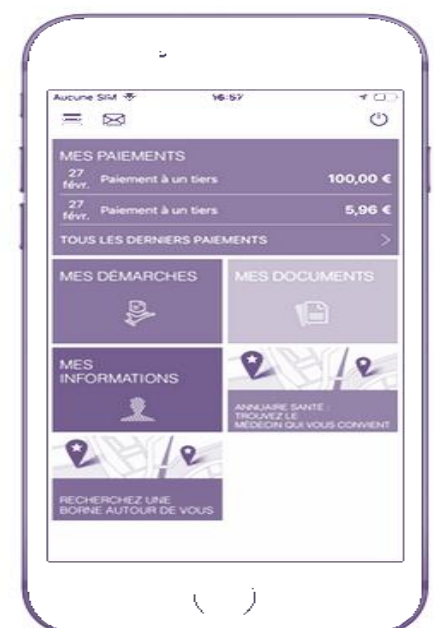 Aucune SIM 16:57
MES PAIEMENTS
27 févr. Paiement à un tiers 100,00 €
27 févr. Paiement à un tiers 5,96 €
TOUS LES DERNIERS PAIEMENTS >
MES DÉMARCHES
MES DOCUMENTS
MES
INFORMATIONS
ANNUAIRE SANTÉ :
TROUVEZ LE
MÉDECIN QUI VOUS CONVIENT
RECHERCHEZ UNE
BORNE AUTOUR DE VOUS